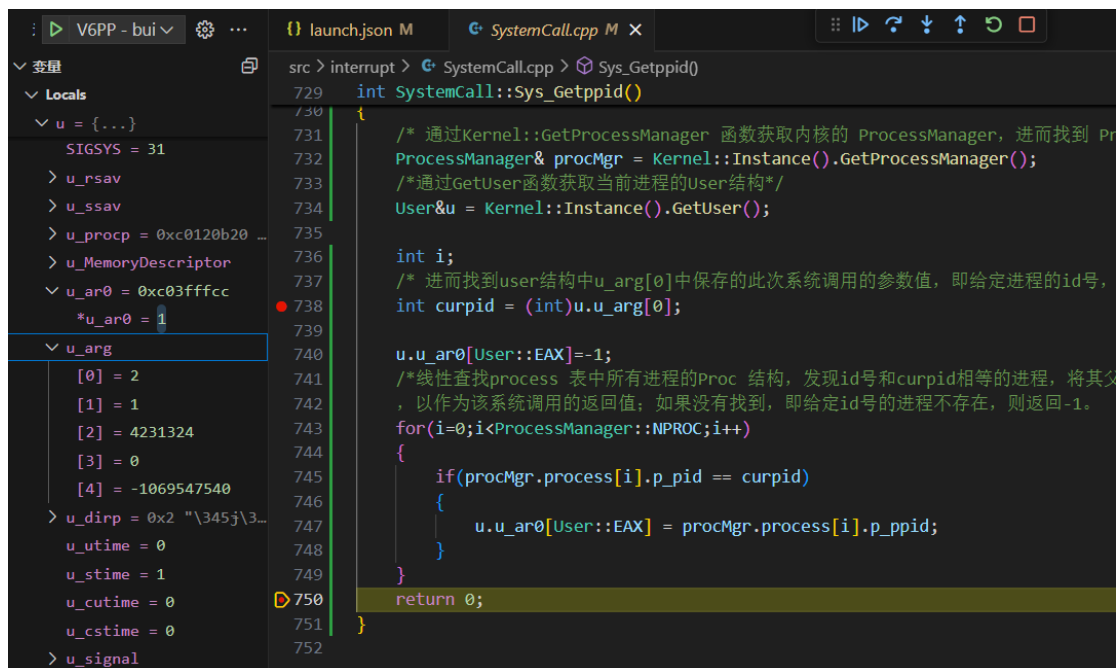 V6PP - bui
launch.json M
SystemCall.cpp M
变量
src > interrupt > SystemCall.cpp > Sys_Getppid()
Locals
u = {...}
SIGSYS = 31
u_rsav
u_ssav
u_procp = 0xc0120b20 ...
u_MemoryDescriptor
u_ar0 = 0xc03fffcc
*u_ar0 = 1
u_arg
[0] = 2
[1] = 1
[2] = 4231324
[3] = 0
[4] = -1069547540
u_dirp = 0x2 "\345j\3...
u_utime = 0
u_stime = 1
u_cutime = 0
u_cstime = 0
u_signal
729 int SystemCall::Sys_Getppid()
730 {
731 /* 通过Kernel::GetProcessManager 函数获取内核的 ProcessManager，进而找到 Pr
732 ProcessManager& procMgr = Kernel::Instance().GetProcessManager();
733 /*通过GetUser函数获取当前进程的User结构*/
734 User&u = Kernel::Instance().GetUser();
735
736 int i;
737 /* 进而找到user结构中u_arg[0]中保存的此次系统调用的参数值，即给定进程的id号，
738 int curpid = (int)u.u_arg[0];
739
740 u.u_ar0[User::EAX]=-1;
741 /*线性查找process 表中所有进程的Proc 结构，发现id号和curpid相等的进程，将其父
742 ，以作为该系统调用的返回值；如果没有找到，即给定id号的进程不存在，则返回-1。
743 for(i=0;i<ProcessManager::NPROC;i++)
744 {
745 if(procMgr.process[i].p_pid == curpid)
746 {
747 u.u_ar0[User::EAX] = procMgr.process[i].p_ppid;
748 }
749 }
750 return 0;
751 }
752